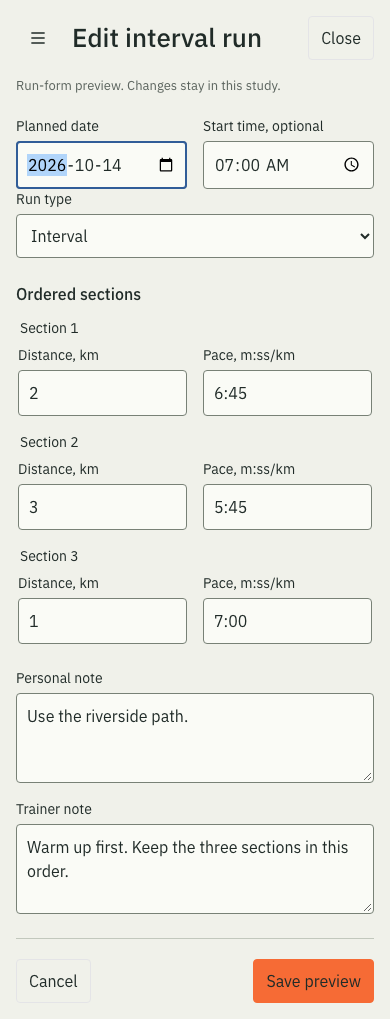 Edit interval run
Close
Run-form preview. Changes stay in this study.
Planned date
Start time, optional
2026-10-14
07:00 AM
Run type
Interval
Ordered sections
Section 1
Distance, km
Pace, m:ss/km
2
6:45
Section 2
Distance, km
Pace, m:ss/km
3
5:45
Section 3
Distance, km
Pace, m:ss/km
1
7:00
Personal note
Use the riverside path.
Trainer note
Warm up first. Keep the three sections in this
order.
Cancel
Save preview